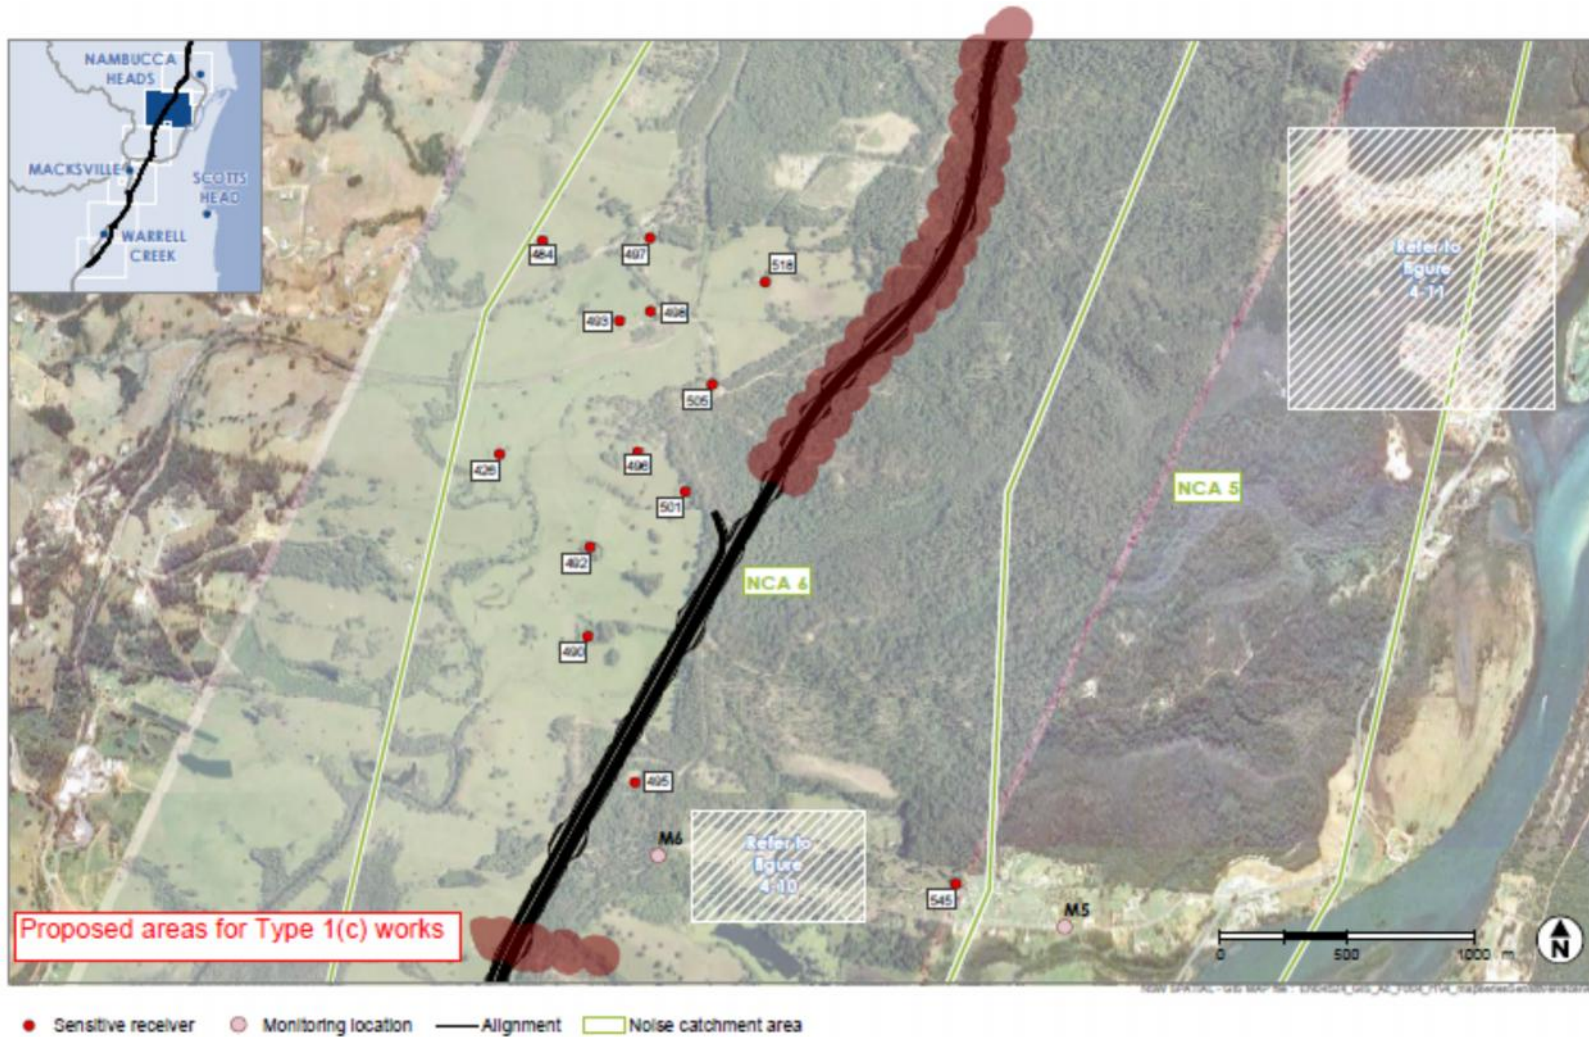 NAMBUCCA
HEADS
MACKSVILLE
SCOTTS
HEAD
WARRELL
CREEK
484
497
518
493
498
505
428
496
501
492
490
495
545
NCA 6
NCA 5
M6
M5
Refer to
figure
4-11
Refer to
figure
4-10
Proposed areas for Type 1(c) works
0 500 1000 m
N
Sensitive receiver
Monitoring location
Alignment
Noise catchment area